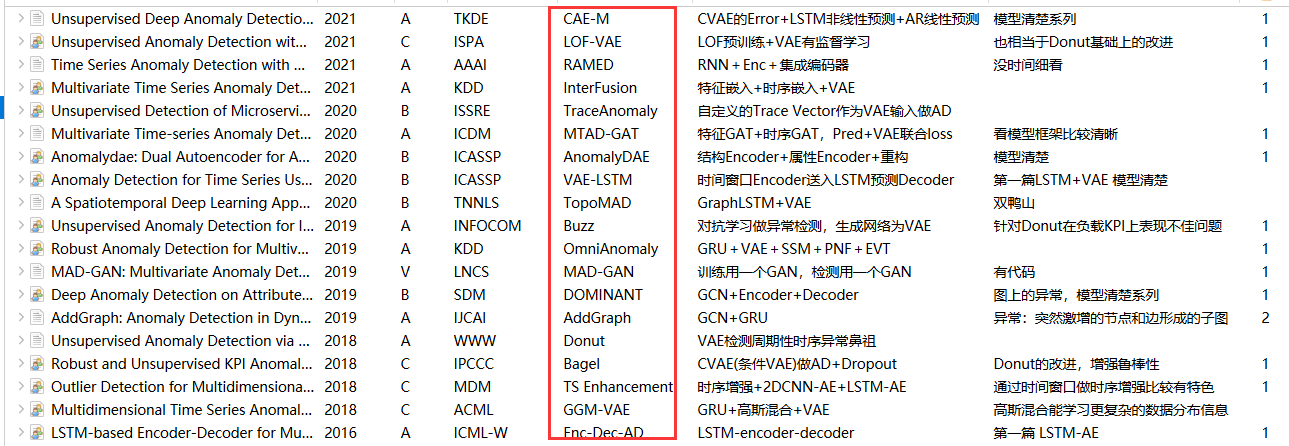 Unsupervised Deep Anomaly Detectio... 2021 A TKDE CAE-M CVAE的Error+LSTM非线性预测+AR线性预测 模型清楚系列 1
Unsupervised Anomaly Detection wit... 2021 C ISPA LOF-VAE LOF预训练+VAE有监督学习 也相当于Donut基础上的改进 1
Time Series Anomaly Detection with ... 2021 A AAAI RAMED RNN + Enc + 集成编码器 没时间细看 1
Multivariate Time Series Anomaly Det... 2021 A KDD InterFusion 特征嵌入+时序嵌入+VAE 1
Unsupervised Detection of Microservi... 2020 B ISSRE TraceAnomaly 自定义的Trace Vector作为VAE输入做AD
Multivariate Time-series Anomaly Det... 2020 A ICDM MTAD-GAT 特征GAT+时序GAT，Pred+VAE联合loss 看模型框架比较清晰 1
Anomalydae: Dual Autoencoder for A... 2020 B ICASSP AnomalyDAE 结构Encoder+属性Encoder+重构 模型清楚 1
Anomaly Detection for Time Series Us... 2020 B ICASSP VAE-LSTM 时间窗口Encoder送入LSTM预测Decoder 第一篇LSTM+VAE 模型清楚
A Spatiotemporal Deep Learning App... 2020 B TNNLS TopoMAD GraphLSTM+VAE 双鸭山
Unsupervised Anomaly Detection for I... 2019 A INFOCOM Buzz 对抗学习做异常检测，生成网络为VAE 针对Donut在负载KPI上表现不佳问题 1
Robust Anomaly Detection for Multiv... 2019 A KDD OmniAnomaly GRU + VAE + SSM + PNF + EVT 1
MAD-GAN: Multivariate Anomaly Det... 2019 V LNCS MAD-GAN 训练用一个GAN，检测用一个GAN 有代码 1
Deep Anomaly Detection on Attribute... 2019 B SDM DOMINANT GCN+Encoder+Decoder 图上的异常，模型清楚系列 1
AddGraph: Anomaly Detection in Dyn... 2019 A IJCAI AddGraph GCN+GRU 异常：突然激增的节点和边形成的子图 2
Unsupervised Anomaly Detection via ... 2018 A WWW Donut VAE检测周期性时序异常鼻祖
Robust and Unsupervised KPI Anomal... 2018 C IPCCC Bagel CVAE(条件VAE)做AD+Dropout Donut的改进，增强鲁棒性 1
Outlier Detection for Multidimensiona... 2018 C MDM TS Enhancement 时序增强+2DCNN-AE+LSTM-AE 通过时间窗口做时序增强比较有特色 1
Multidimensional Time Series Anomal... 2018 C ACML GGM-VAE GRU+高斯混合+VAE 高斯混合能学习更复杂的数据分布信息
LSTM-based Encoder-Decoder for Mu... 2016 A ICML-W Enc-Dec-AD LSTM-encoder-decoder 第一篇 LSTM-AE 1